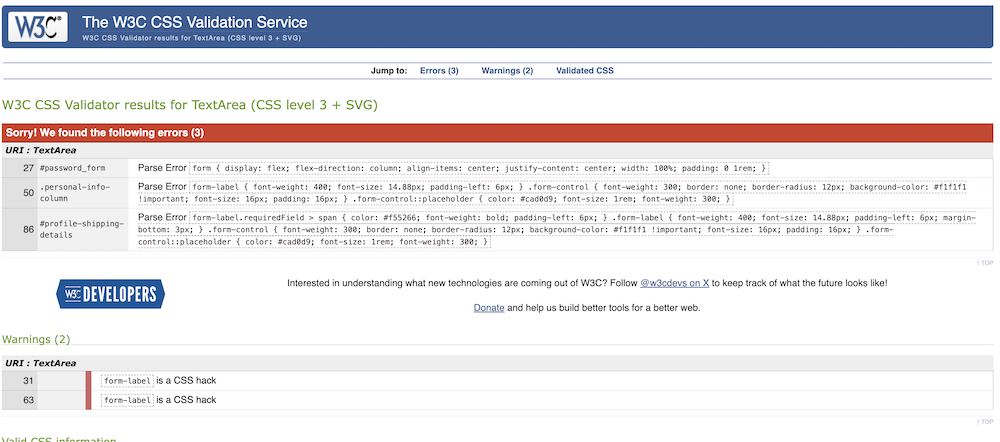 W3C®
The W3C CSS Validation Service
W3C CSS Validator results for TextArea (CSS level 3 + SVG)
Jump to: Errors (3) Warnings (2) Validated CSS
W3C CSS Validator results for TextArea (CSS level 3 + SVG)
Sorry! We found the following errors (3)
URI : TextArea
27 #password_form Parse Error form { display: flex; flex-direction: column; align-items: center; justify-content: center; width: 100%; padding: 0 1rem; }
50 .personal-info-column Parse Error form-label { font-weight: 400; font-size: 14.88px; padding-left: 6px; } .form-control { font-weight: 300; border: none; border-radius: 12px; background-color: #f1f1f1
!important; font-size: 16px; padding: 16px; } .form-control::placeholder { color: #cad0d9; font-size: 1rem; font-weight: 300; }
86 #profile-shipping-details Parse Error form-label.requiredField > span { color: #f55266; font-weight: bold; padding-left: 6px; } .form-label { font-weight: 400; font-size: 14.88px; padding-left: 6px; margin-
bottom: 3px; } .form-control { font-weight: 300; border: none; border-radius: 12px; background-color: #f1f1f1 !important; font-size: 16px; padding: 16px; } .form-
control::placeholder { color: #cad0d9; font-size: 1rem; font-weight: 300; }
↑ TOP
W3C DEVELOPERS
Interested in understanding what new technologies are coming out of W3C? Follow @w3cdevs on X to keep track of what the future looks like!
Donate and help us build better tools for a better web.
Warnings (2)
URI : TextArea
31 form-label is a CSS hack
63 form-label is a CSS hack
↑ TOP
Valid CSS information